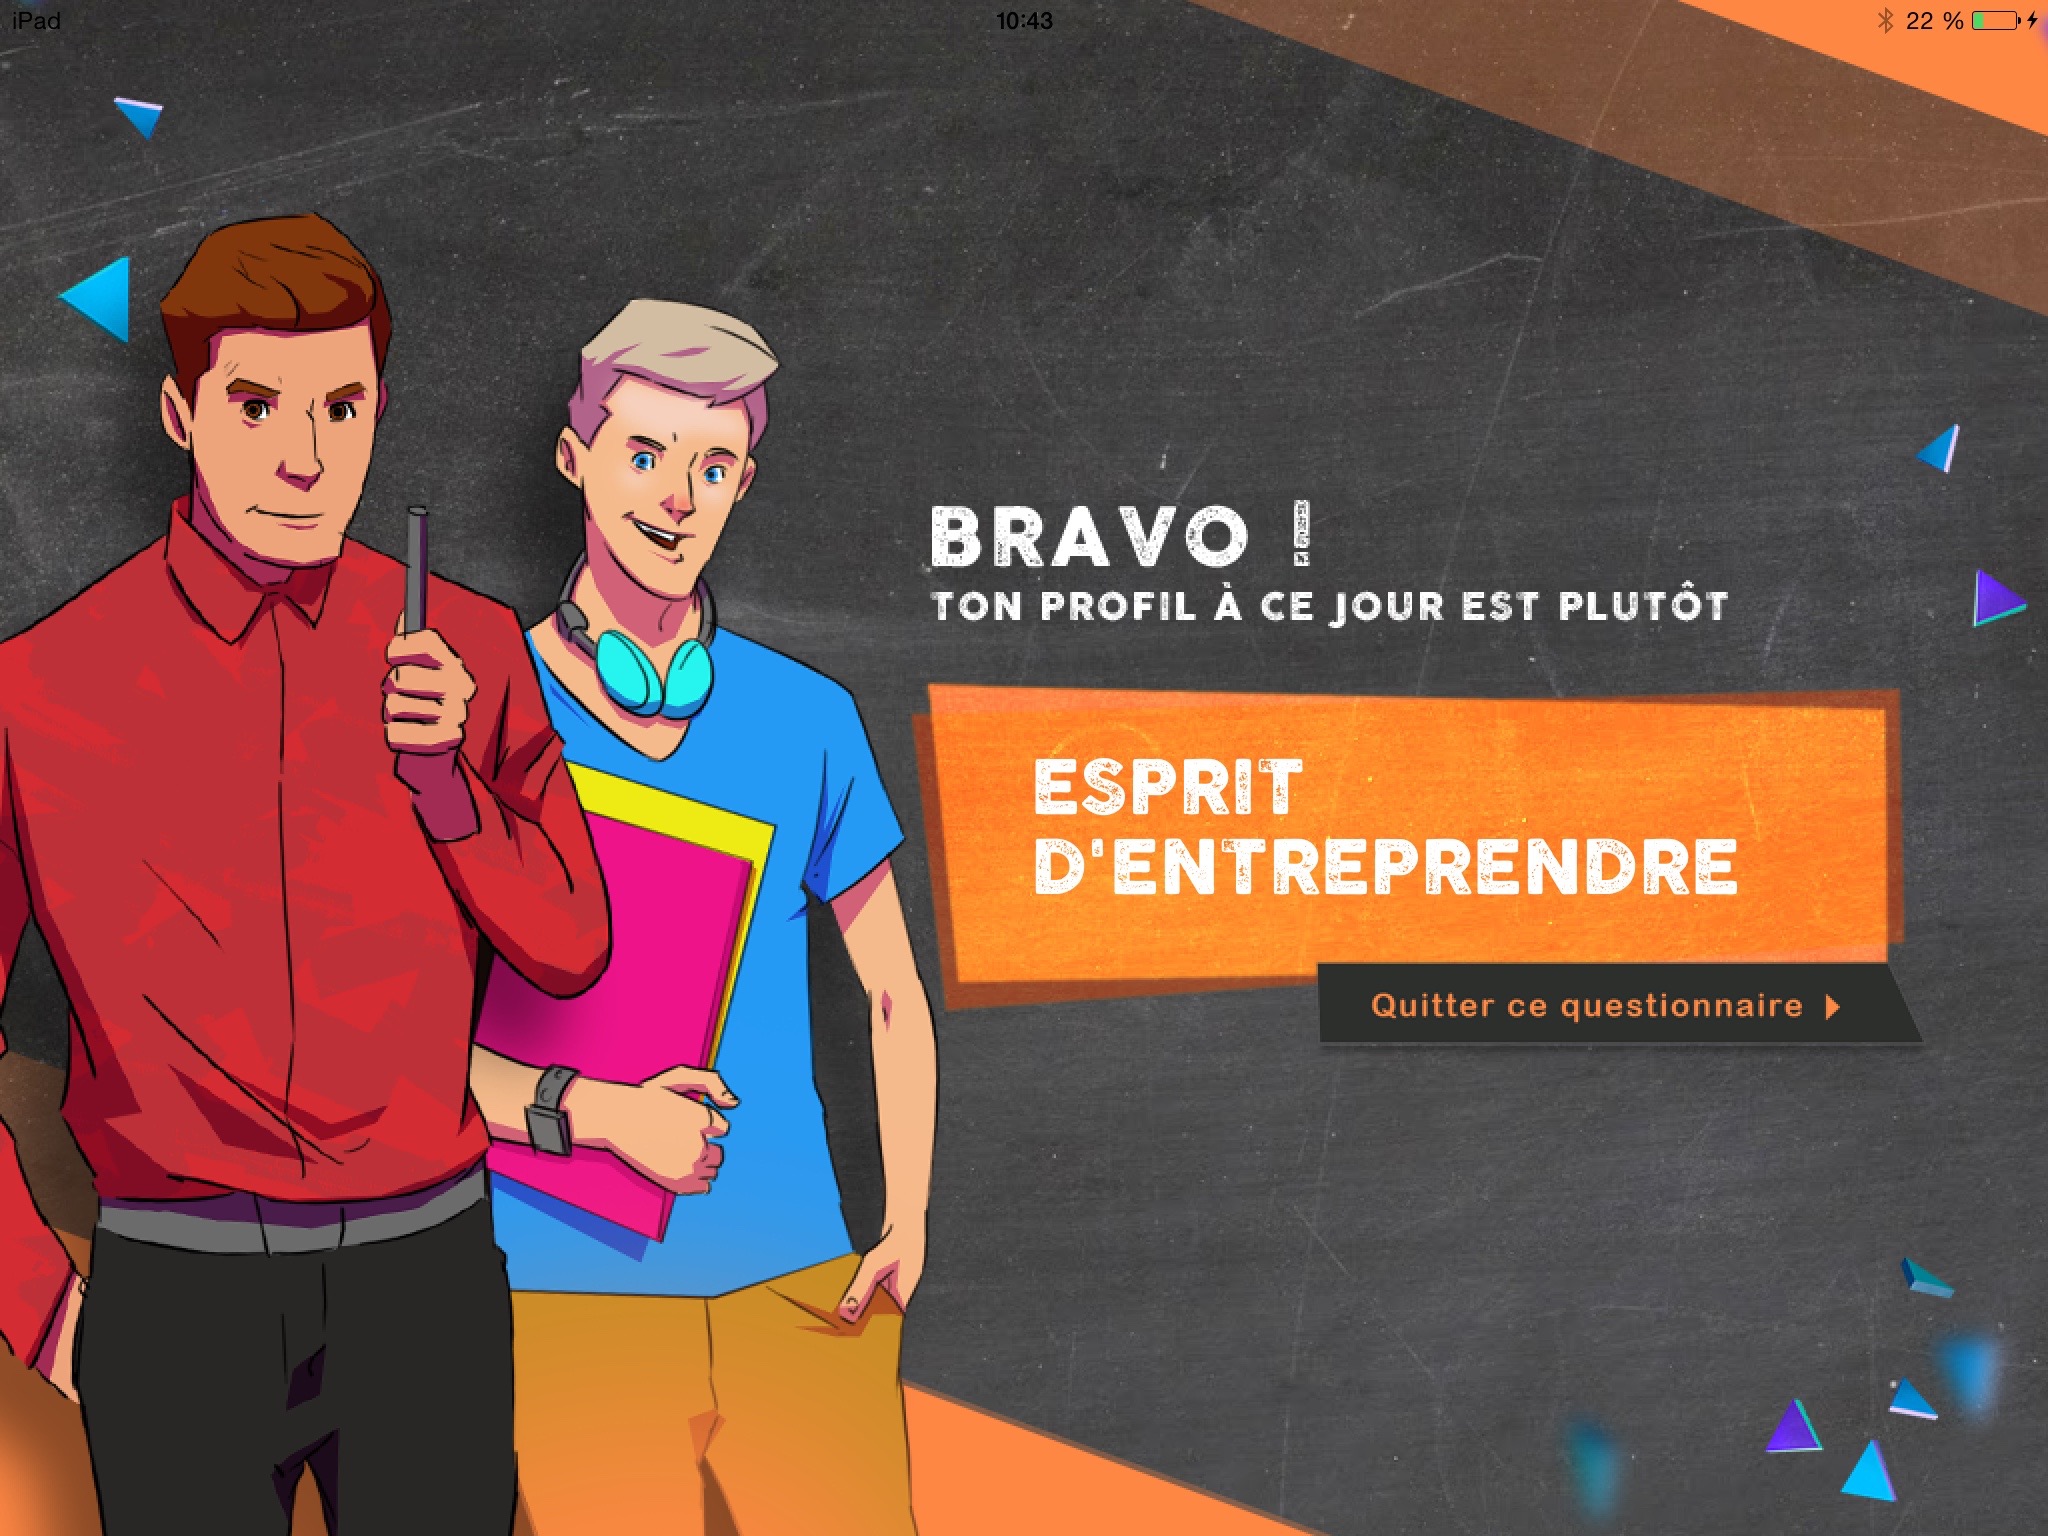 iPad
10:43
22 %
BRAVO !
TON PROFIL À CE JOUR EST PLUTÔT
ESPRIT
D'ENTREPRENDRE
Quitter ce questionnaire